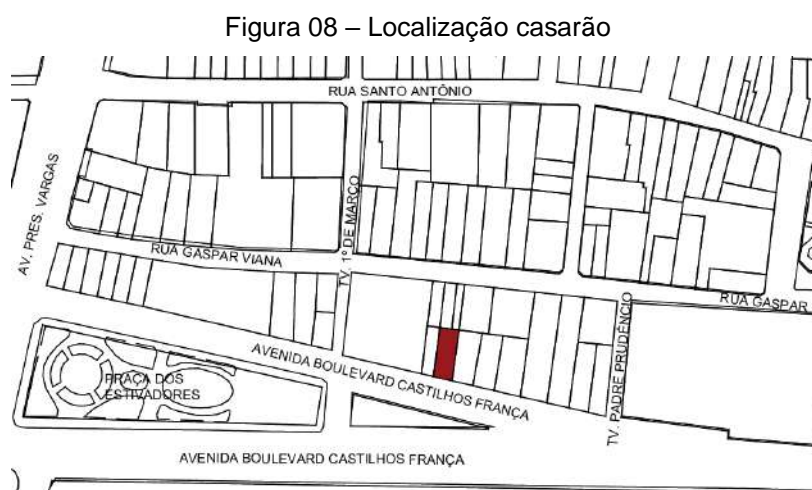 Figura 08 – Localização casarão
RUA SANTO ANTÔNIO
AV. PRES. VARGAS
TV. 1º DE MARÇO
RUA GASPAR VIANA
RUA GASPAR
TV. PADRE PRUDÊNCIO
AVENIDA BOULEVARD CASTILHOS FRANÇA
PRAÇA DOS
ESTIVADORES
AVENIDA BOULEVARD CASTILHOS FRANÇA